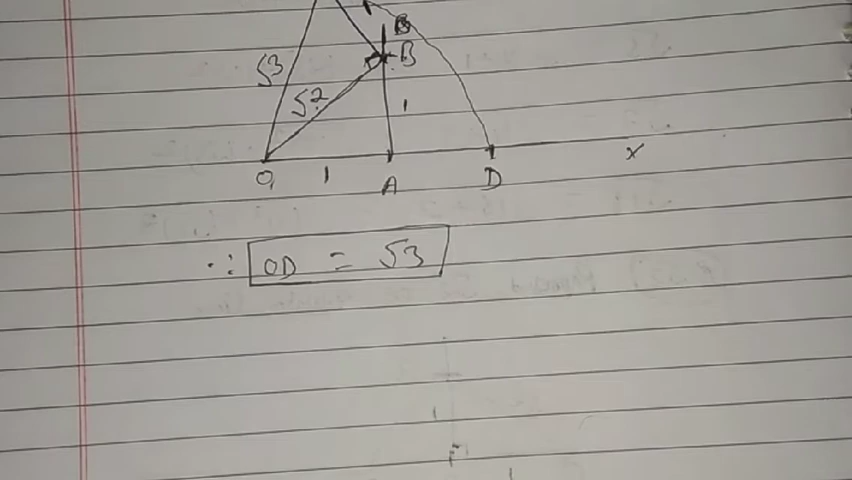 B
√3
B
√2
1
O 1 A D X
∴ OD = √3